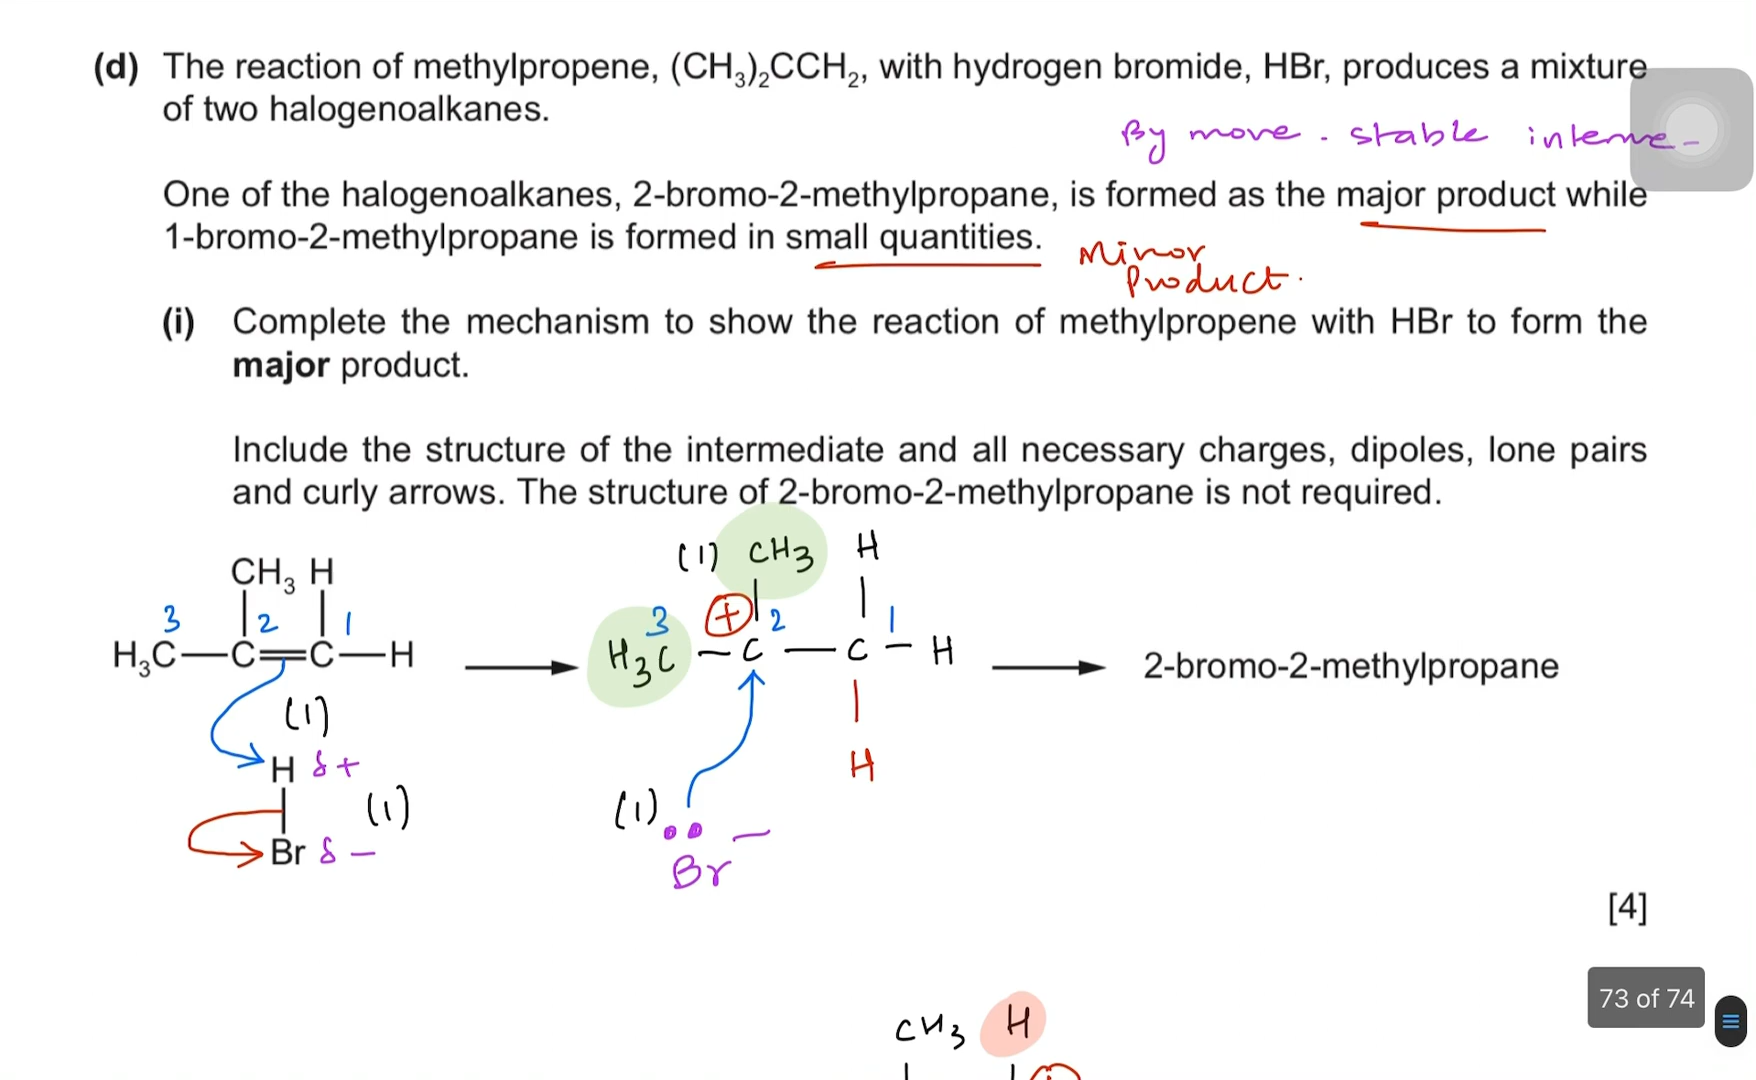 (d) The reaction of methylpropene, (CH₃)₂CCH₂, with hydrogen bromide, HBr, produces a mixture
of two halogenoalkanes.
By more . stable interme-
One of the halogenoalkanes, 2-bromo-2-methylpropane, is formed as the major product while
1-bromo-2-methylpropane is formed in small quantities.
Minor
Product.
(i) Complete the mechanism to show the reaction of methylpropene with HBr to form the
major product.
Include the structure of the intermediate and all necessary charges, dipoles, lone pairs
and curly arrows. The structure of 2-bromo-2-methylpropane is not required.
CH₃ H
3 2 1
H₃C—C=C—H
(1)
H δ+
(1)
Br δ −
(1) CH₃ H
3 + 2 1
H₃C – C — C – H
H
(1)
•• −
Br
2-bromo-2-methylpropane
[4]
73 of 74
CH₃ H